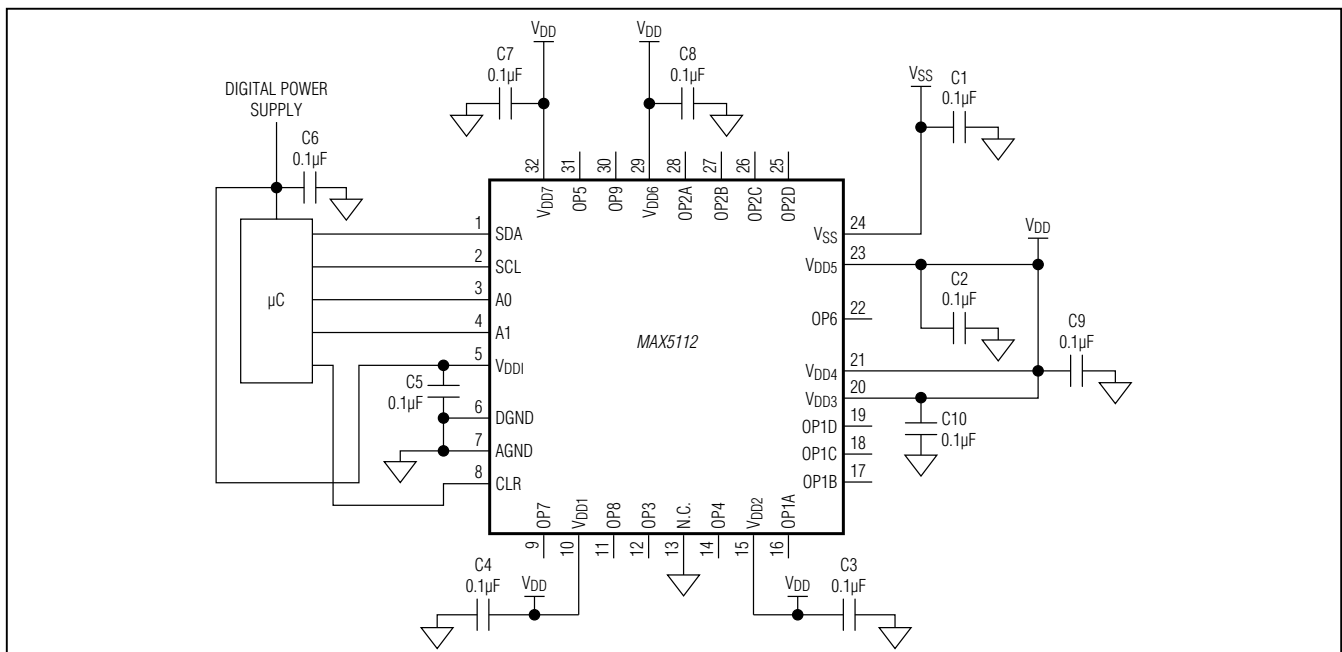 VDD
C7
0.1µF
VDD
C8
0.1µF
VSS
C1
0.1µF
DIGITAL POWER
SUPPLY
C6
0.1µF
32
31
30
29
28
27
26
25
VDD7
OP5
OP9
VDD6
OP2A
OP2B
OP2C
OP2D
µC
1
SDA
2
SCL
3
A0
4
A1
5
VDDI
C5
0.1µF
6
DGND
7
AGND
8
CLR
MAX5112
24
VSS
23
VDD5
VDD
C2
0.1µF
22
OP6
C9
0.1µF
21
VDD4
20
VDD3
C10
0.1µF
19
OP1D
18
OP1C
17
OP1B
OP7
VDD1
OP8
OP3
N.C.
OP4
VDD2
OP1A
9
10
11
12
13
14
15
16
C4
0.1µF
VDD
VDD
C3
0.1µF